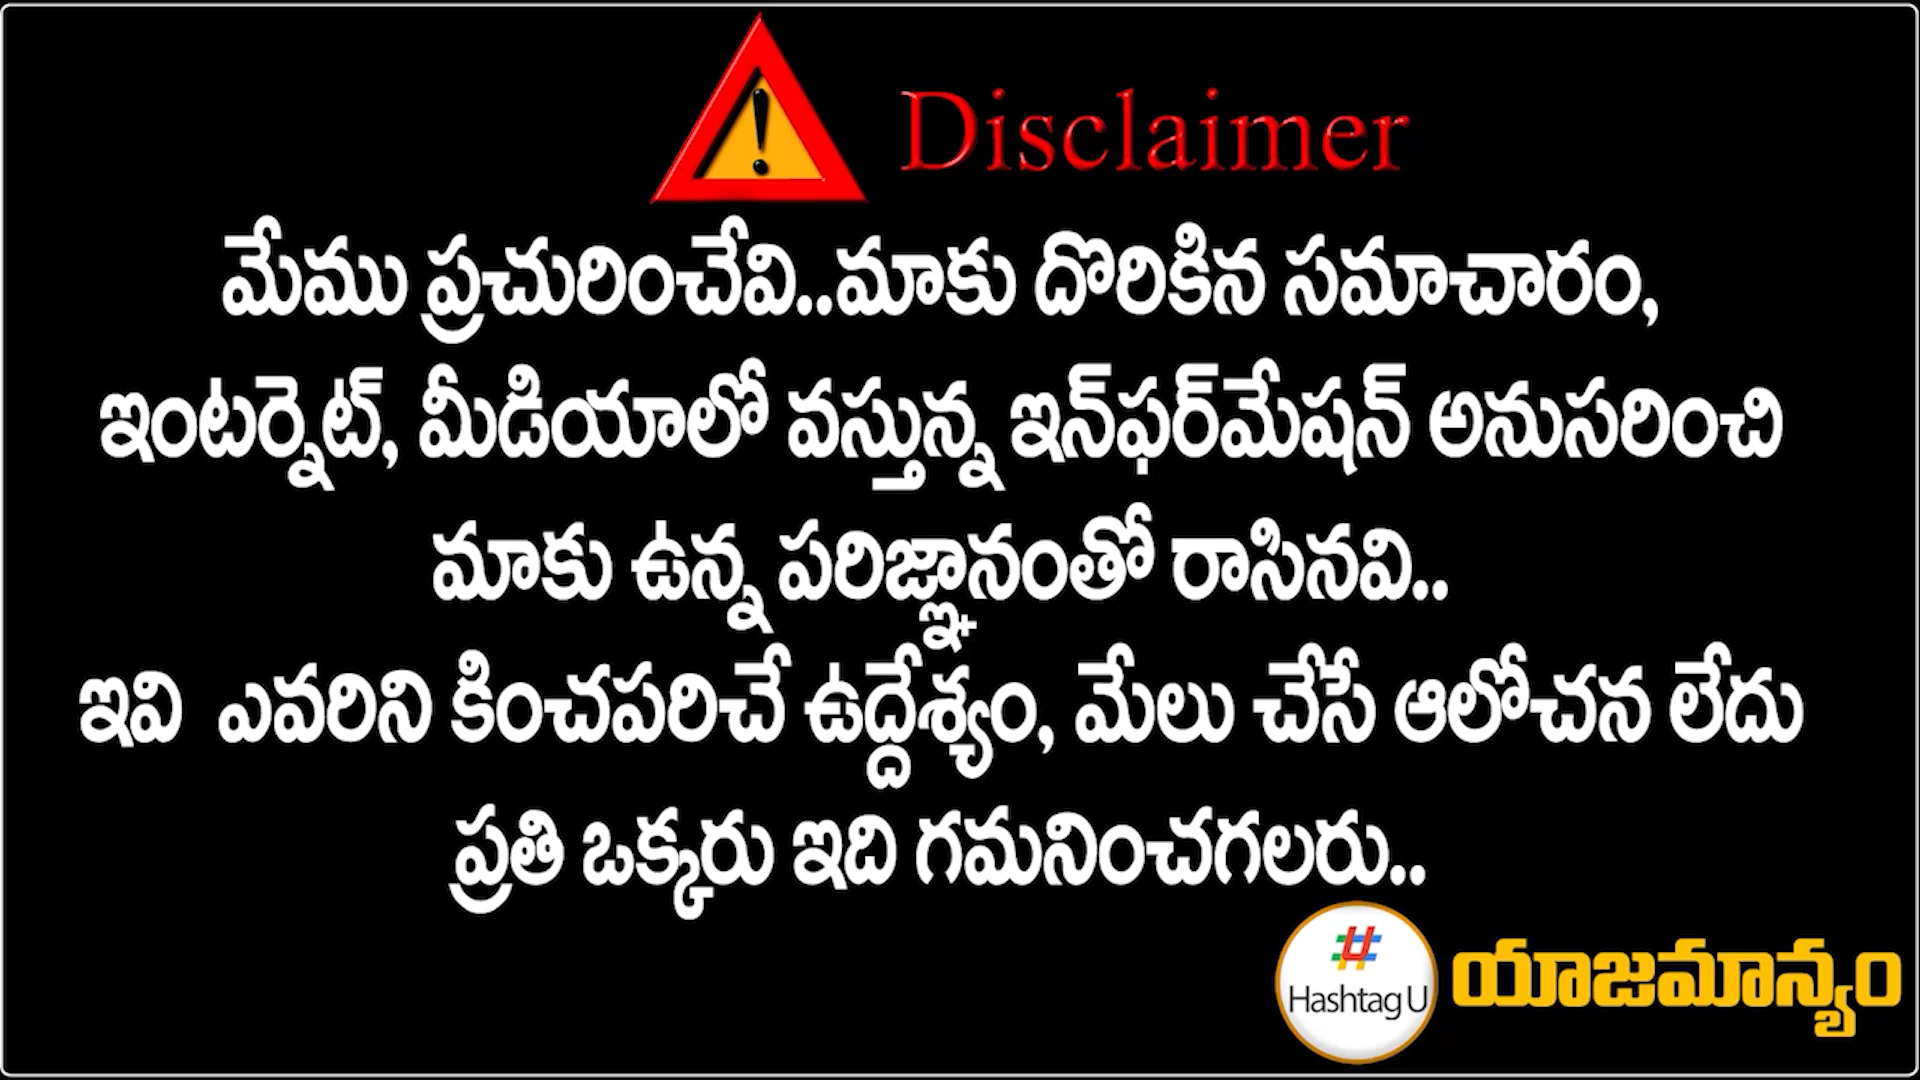 Disclaimer
మేము ప్రచురించేవి..మాకు దొరికిన సమాచారం,
ఇంటర్నెట్, మీడియాలో వస్తున్న ఇన్‌ఫర్‌మేషన్ అనుసరించి
మాకు ఉన్న పరిజ్ఞానంతో రాసినవి..
ఇవి ఎవరిని కించపరిచే ఉద్దేశ్యం, మేలు చేసే ఆలోచన లేదు
ప్రతి ఒక్కరు ఇది గమనించగలరు..
#
Hashtag U
యాజమాన్యం